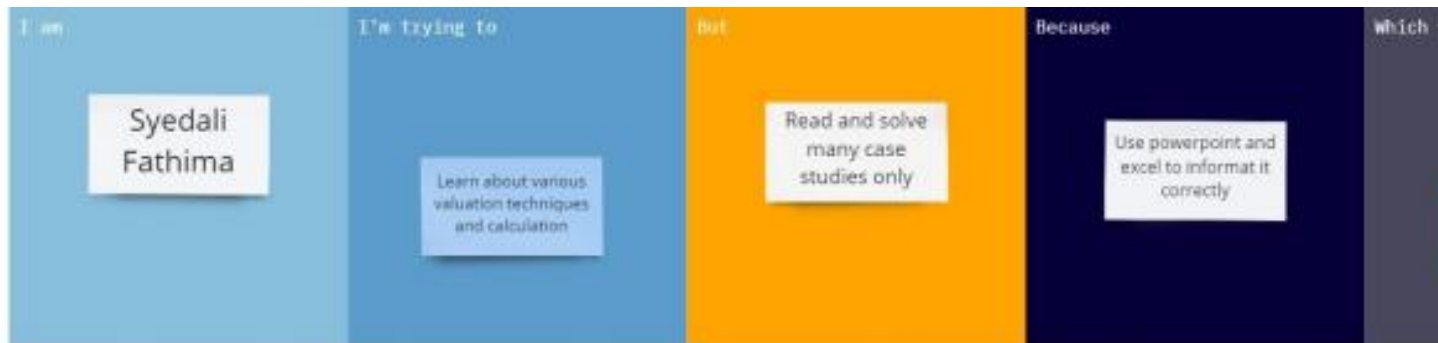 I am
Syedali
Fathima
I'm trying to
Learn about various
valuation techniques
and calculation
But
Read and solve
many case
studies only
Because
Use powerpoint and
excel to informat it
correctly
Which